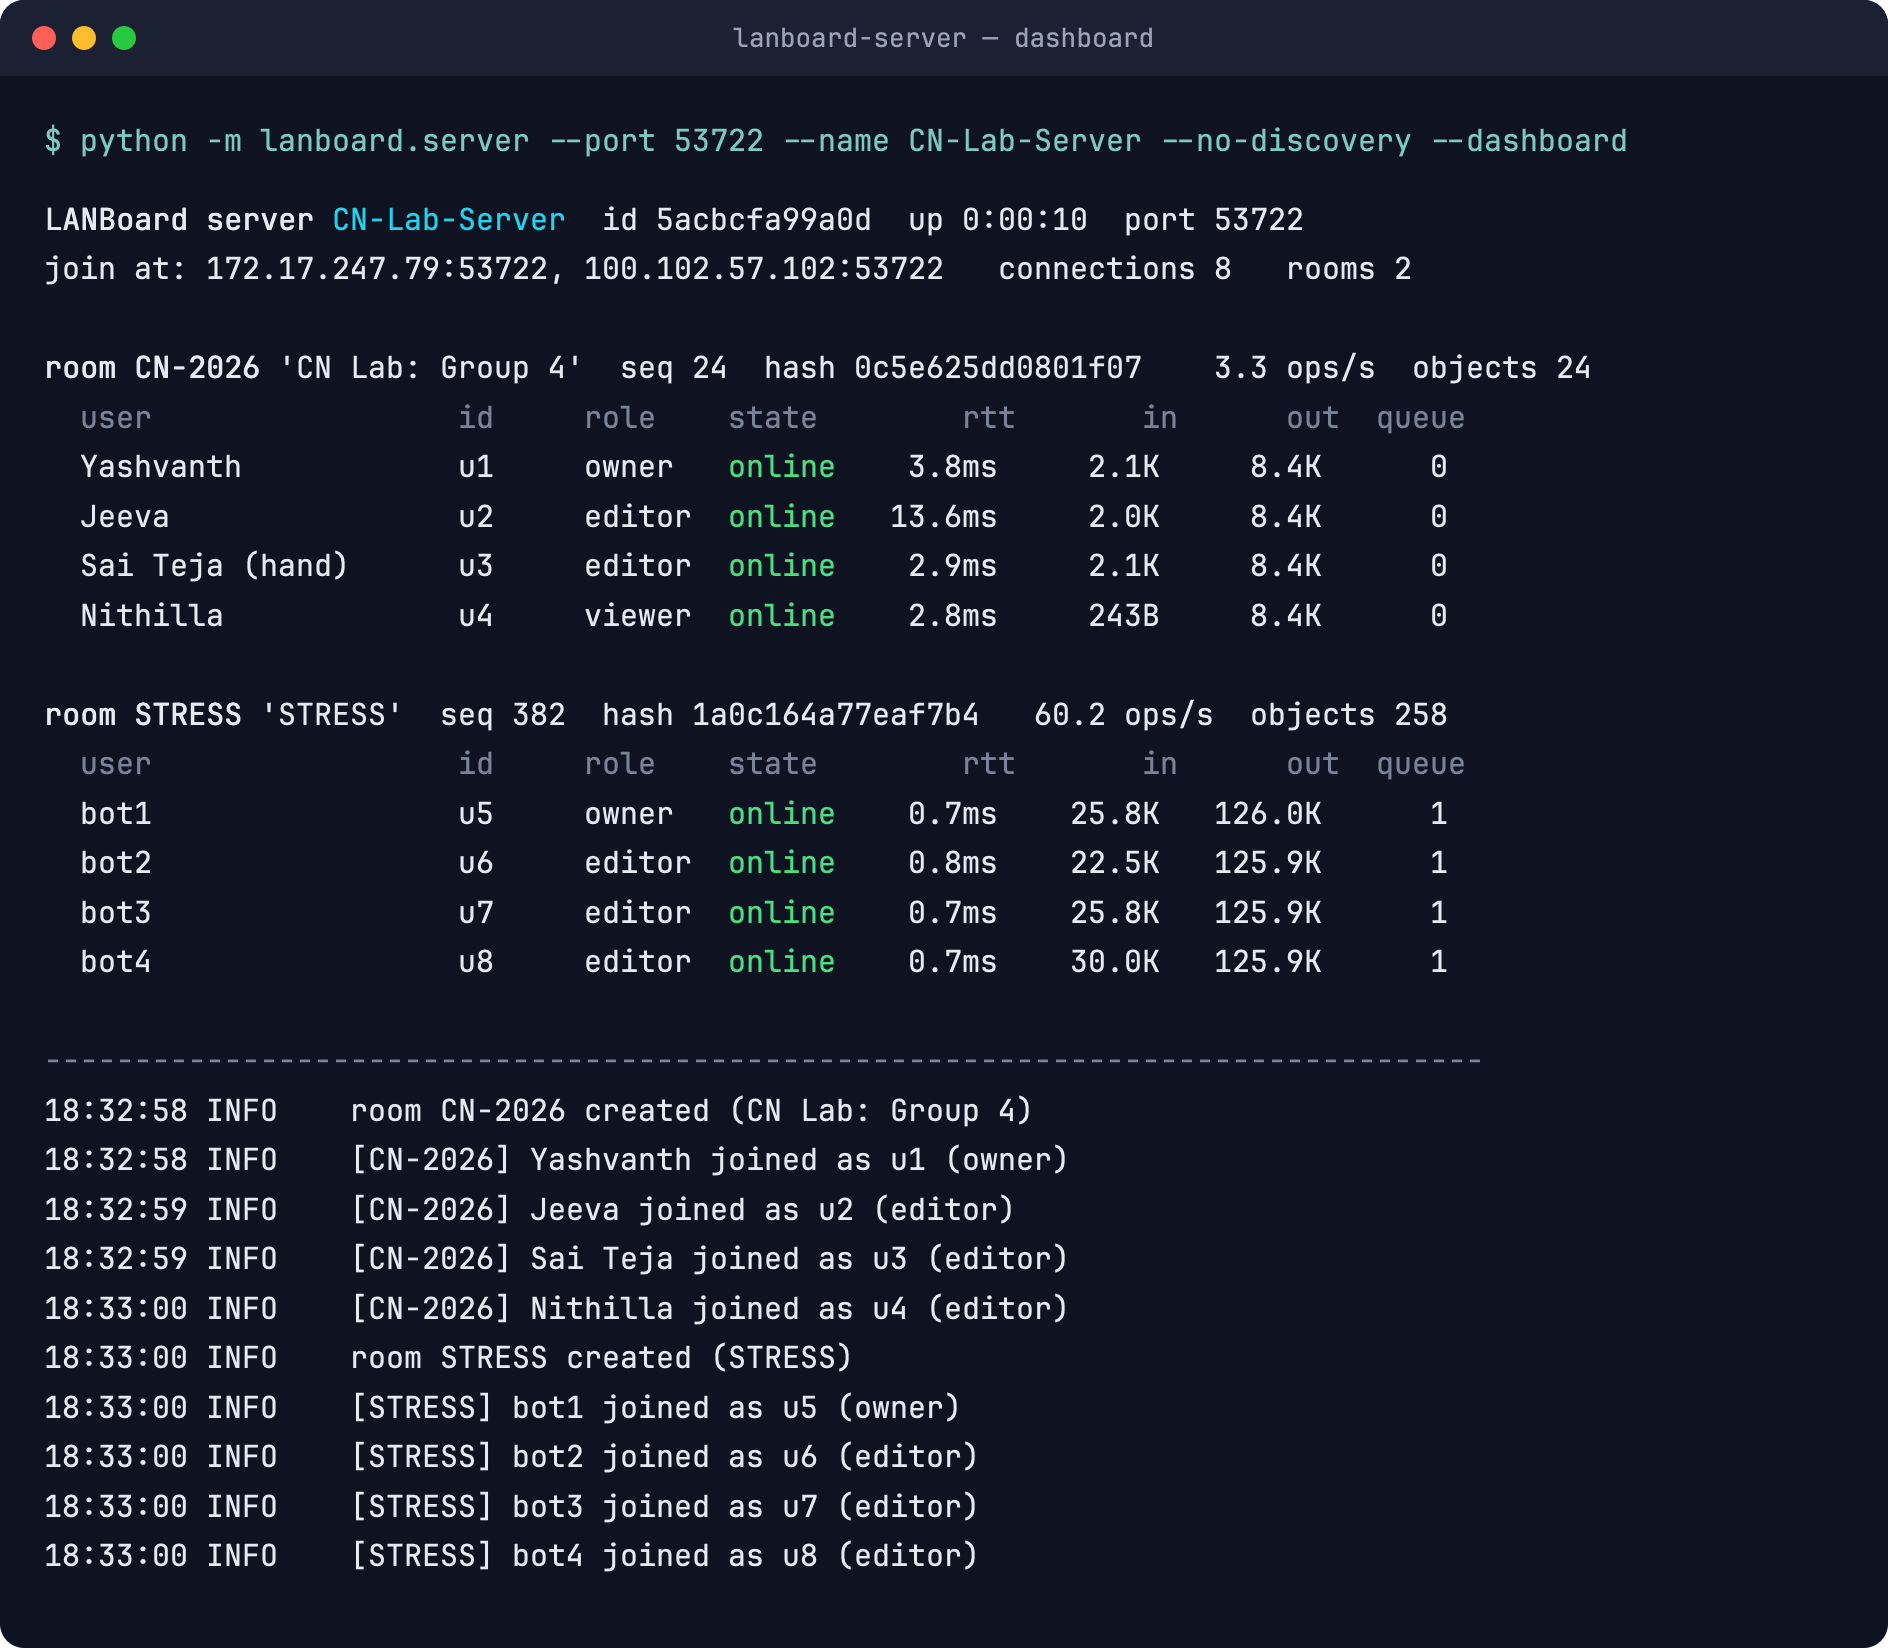 lanboard-server — dashboard
$ python -m lanboard.server --port 53722 --name CN-Lab-Server --no-discovery --dashboard
LANBoard server CN-Lab-Server  id 5acbcfa99a0d  up 0:00:10  port 53722
join at: 172.17.247.79:53722, 100.102.57.102:53722   connections 8   rooms 2
room CN-2026 'CN Lab: Group 4'  seq 24  hash 0c5e625dd0801f07    3.3 ops/s  objects 24
user                 id     role    state        rtt       in      out  queue
Yashvanth            u1     owner   online    3.8ms     2.1K     8.4K      0
Jeeva                u2     editor  online   13.6ms     2.0K     8.4K      0
Sai Teja (hand)      u3     editor  online    2.9ms     2.1K     8.4K      0
Nithilla             u4     viewer  online    2.8ms     243B     8.4K      0
room STRESS 'STRESS'  seq 382  hash 1a0c164a77eaf7b4   60.2 ops/s  objects 258
user                 id     role    state        rtt       in      out  queue
bot1                 u5     owner   online    0.7ms    25.8K   126.0K      1
bot2                 u6     editor  online    0.8ms    22.5K   125.9K      1
bot3                 u7     editor  online    0.7ms    25.8K   125.9K      1
bot4                 u8     editor  online    0.7ms    30.0K   125.9K      1
--------------------------------------------------------------------------------
18:32:58 INFO    room CN-2026 created (CN Lab: Group 4)
18:32:58 INFO    [CN-2026] Yashvanth joined as u1 (owner)
18:32:59 INFO    [CN-2026] Jeeva joined as u2 (editor)
18:32:59 INFO    [CN-2026] Sai Teja joined as u3 (editor)
18:33:00 INFO    [CN-2026] Nithilla joined as u4 (editor)
18:33:00 INFO    room STRESS created (STRESS)
18:33:00 INFO    [STRESS] bot1 joined as u5 (owner)
18:33:00 INFO    [STRESS] bot2 joined as u6 (editor)
18:33:00 INFO    [STRESS] bot3 joined as u7 (editor)
18:33:00 INFO    [STRESS] bot4 joined as u8 (editor)